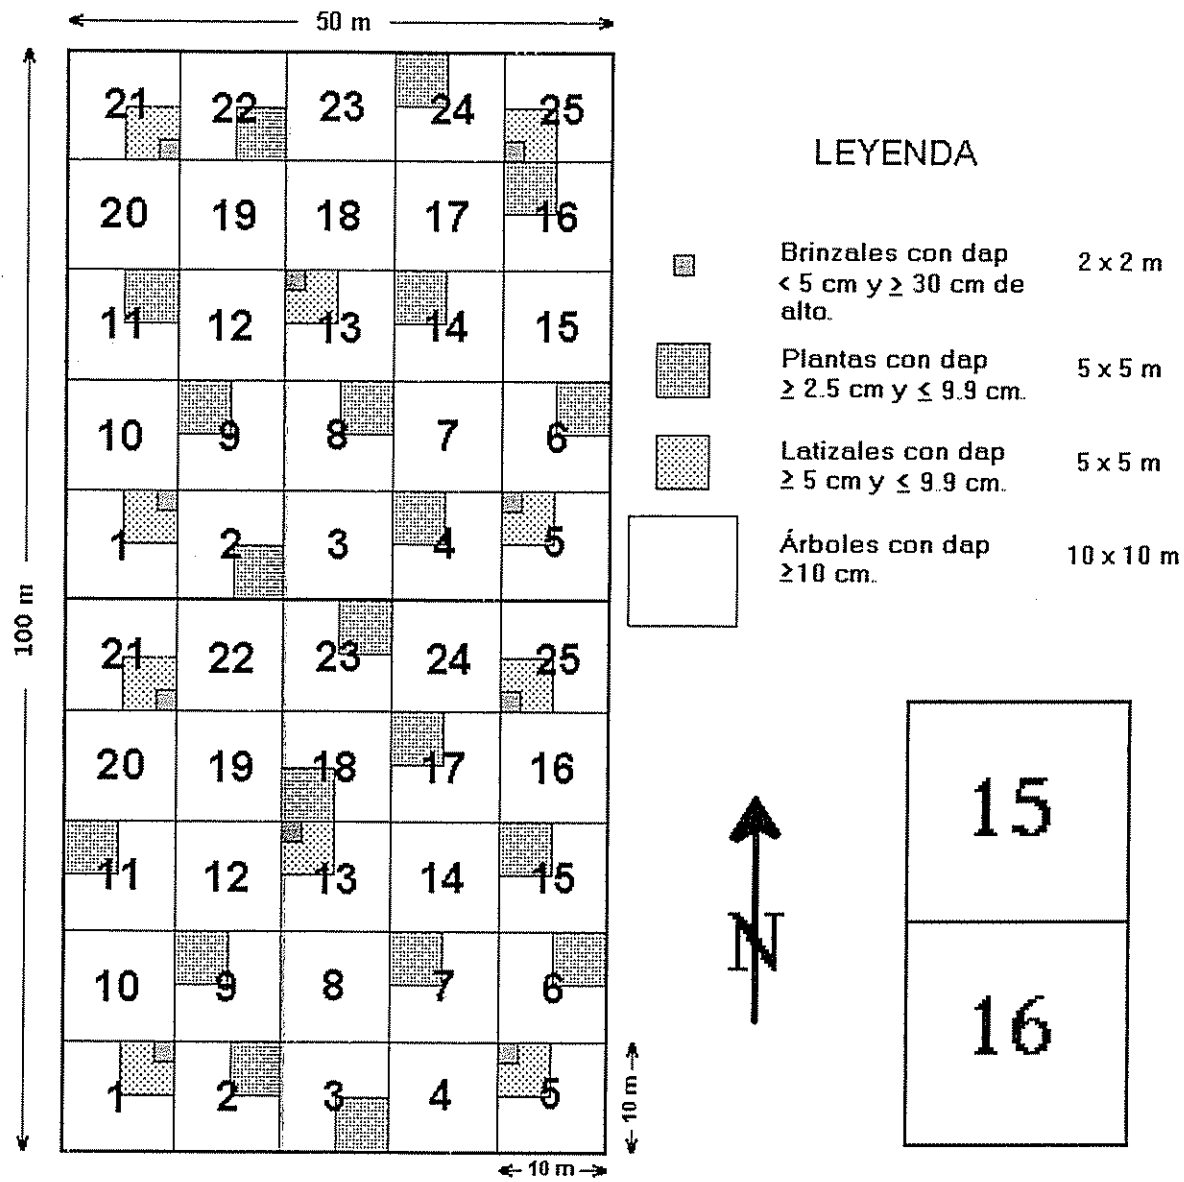 50 m
100 m
21 22 23 24 25
20 19 18 17 16
11 12 13 14 15
10 9 8 7 6
1 2 3 4 5
21 22 23 24 25
20 19 18 17 16
11 12 13 14 15
10 9 8 7 6
1 2 3 4 5
10 m
10 m
LEYENDA
Brinzales con dap
< 5 cm y ≥ 30 cm de
alto.
2 x 2 m
Plantas con dap
≥ 2.5 cm y ≤ 9.9 cm.
5 x 5 m
Latizales con dap
≥ 5 cm y ≤ 9.9 cm.
5 x 5 m
Árboles con dap
≥10 cm.
10 x 10 m
N
15
16